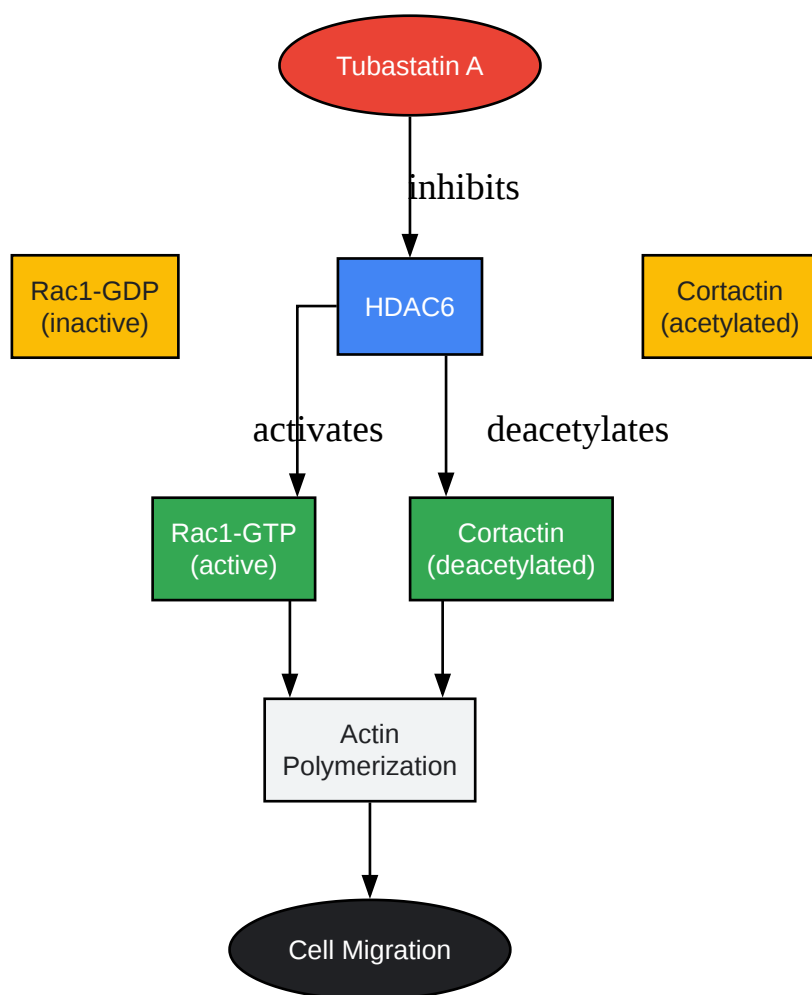 Tubastatin A
inhibits
Rac1-GDP
(inactive)
HDAC6
Cortactin
(acetylated)
activates
deacetylates
Rac1-GTP
(active)
Cortactin
(deacetylated)
Actin
Polymerization
Cell Migration